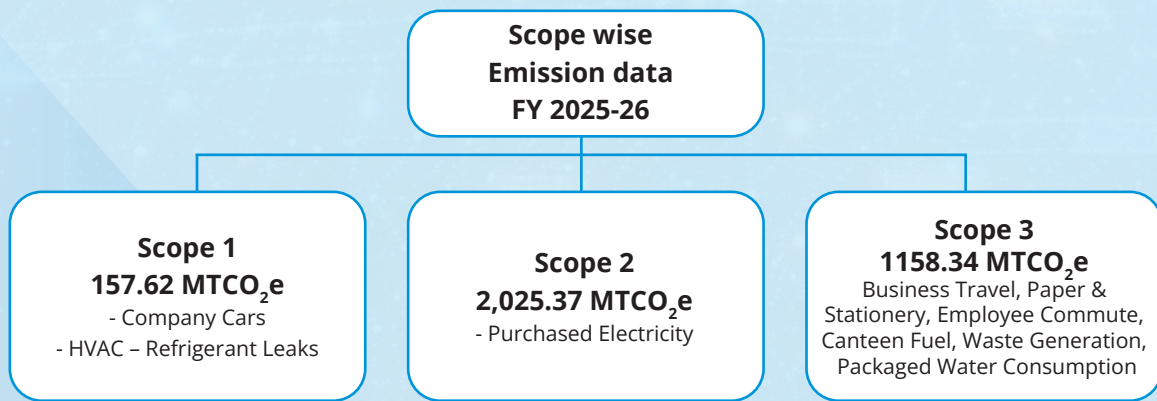 Scope wise
Emission data
FY 2025-26
Scope 1
157.62 MTCO₂e
- Company Cars
- HVAC – Refrigerant Leaks
Scope 2
2,025.37 MTCO₂e
- Purchased Electricity
Scope 3
1158.34 MTCO₂e
Business Travel, Paper &
Stationery, Employee Commute,
Canteen Fuel, Waste Generation,
Packaged Water Consumption